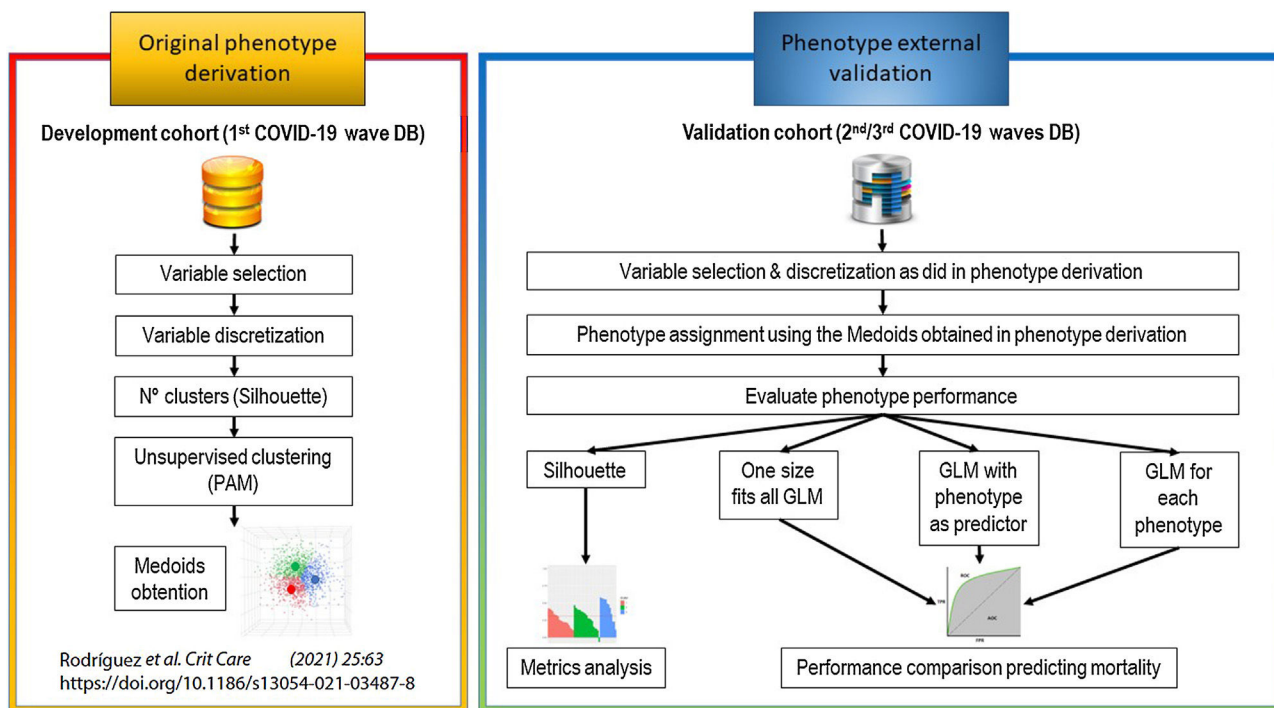 Original phenotype
derivation
Development cohort (1st COVID-19 wave DB)
Variable selection
Variable discretization
Nº clusters (Silhouette)
Unsupervised clustering
(PAM)
Medoids
obtention
Rodríguez et al. Crit Care (2021) 25:63
https://doi.org/10.1186/s13054-021-03487-8
Phenotype external
validation
Validation cohort (2nd/3rd COVID-19 waves DB)
Variable selection & discretization as did in phenotype derivation
Phenotype assignment using the Medoids obtained in phenotype derivation
Evaluate phenotype performance
Silhouette
One size
fits all GLM
GLM with
phenotype
as predictor
GLM for
each
phenotype
ROC
TPR
AOC
FPR
Metrics analysis
Performance comparison predicting mortality